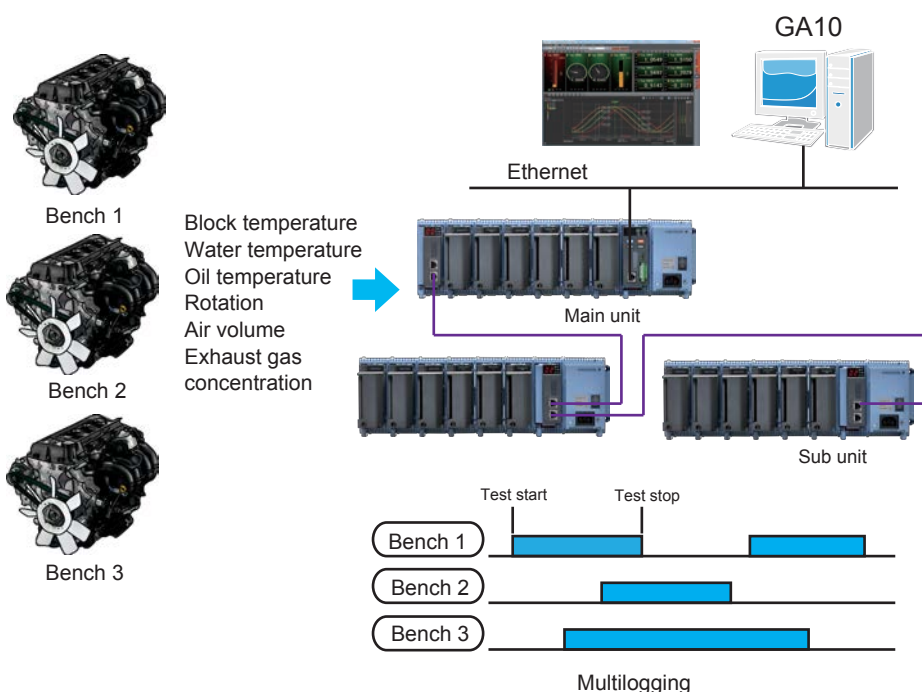 GA10
Ethernet
Bench 1
Block temperature
Water temperature
Oil temperature
Rotation
Air volume
Exhaust gas
concentration
Main unit
Bench 2
Sub unit
Bench 3
Test start
Test stop
Bench 1
Bench 2
Bench 3
Multilogging